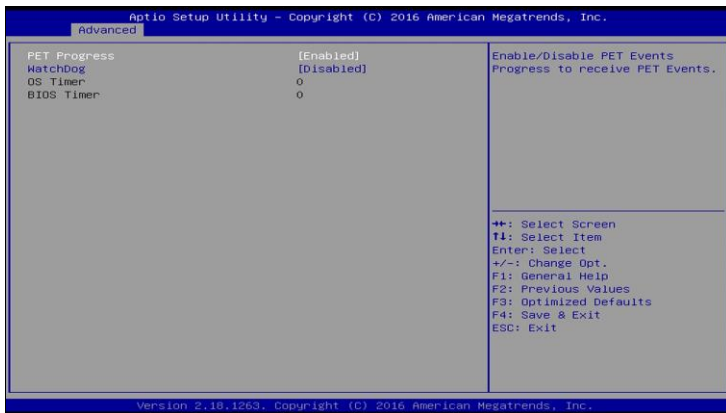 Aptio Setup Utility – Copyright (C) 2016 American Megatrends, Inc.
Advanced
PET Progress [Enabled]
WatchDog [Disabled]
OS Timer 0
BIOS Timer 0
Enable/Disable PET Events
Progress to receive PET Events.
→←: Select Screen
↑↓: Select Item
Enter: Select
+/-: Change Opt.
F1: General Help
F2: Previous Values
F3: Optimized Defaults
F4: Save & Exit
ESC: Exit
Version 2.18.1263. Copyright (C) 2016 American Megatrends, Inc.